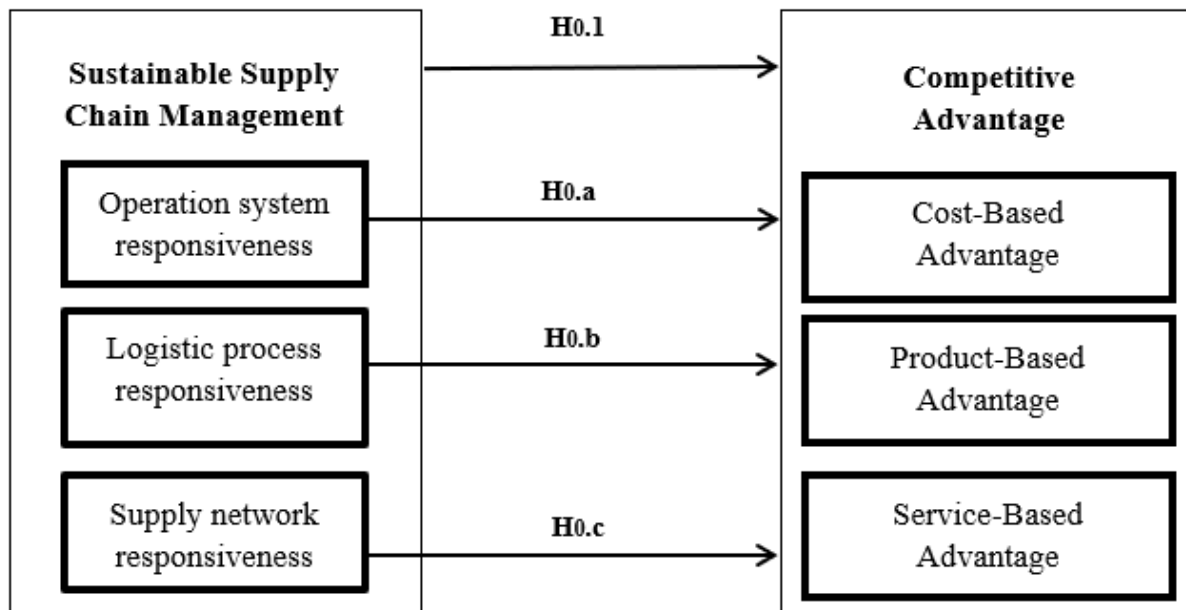 Sustainable Supply
Chain Management
Operation system
responsiveness
Logistic process
responsiveness
Supply network
responsiveness
H0.1
H0.a
H0.b
H0.c
Competitive
Advantage
Cost-Based
Advantage
Product-Based
Advantage
Service-Based
Advantage